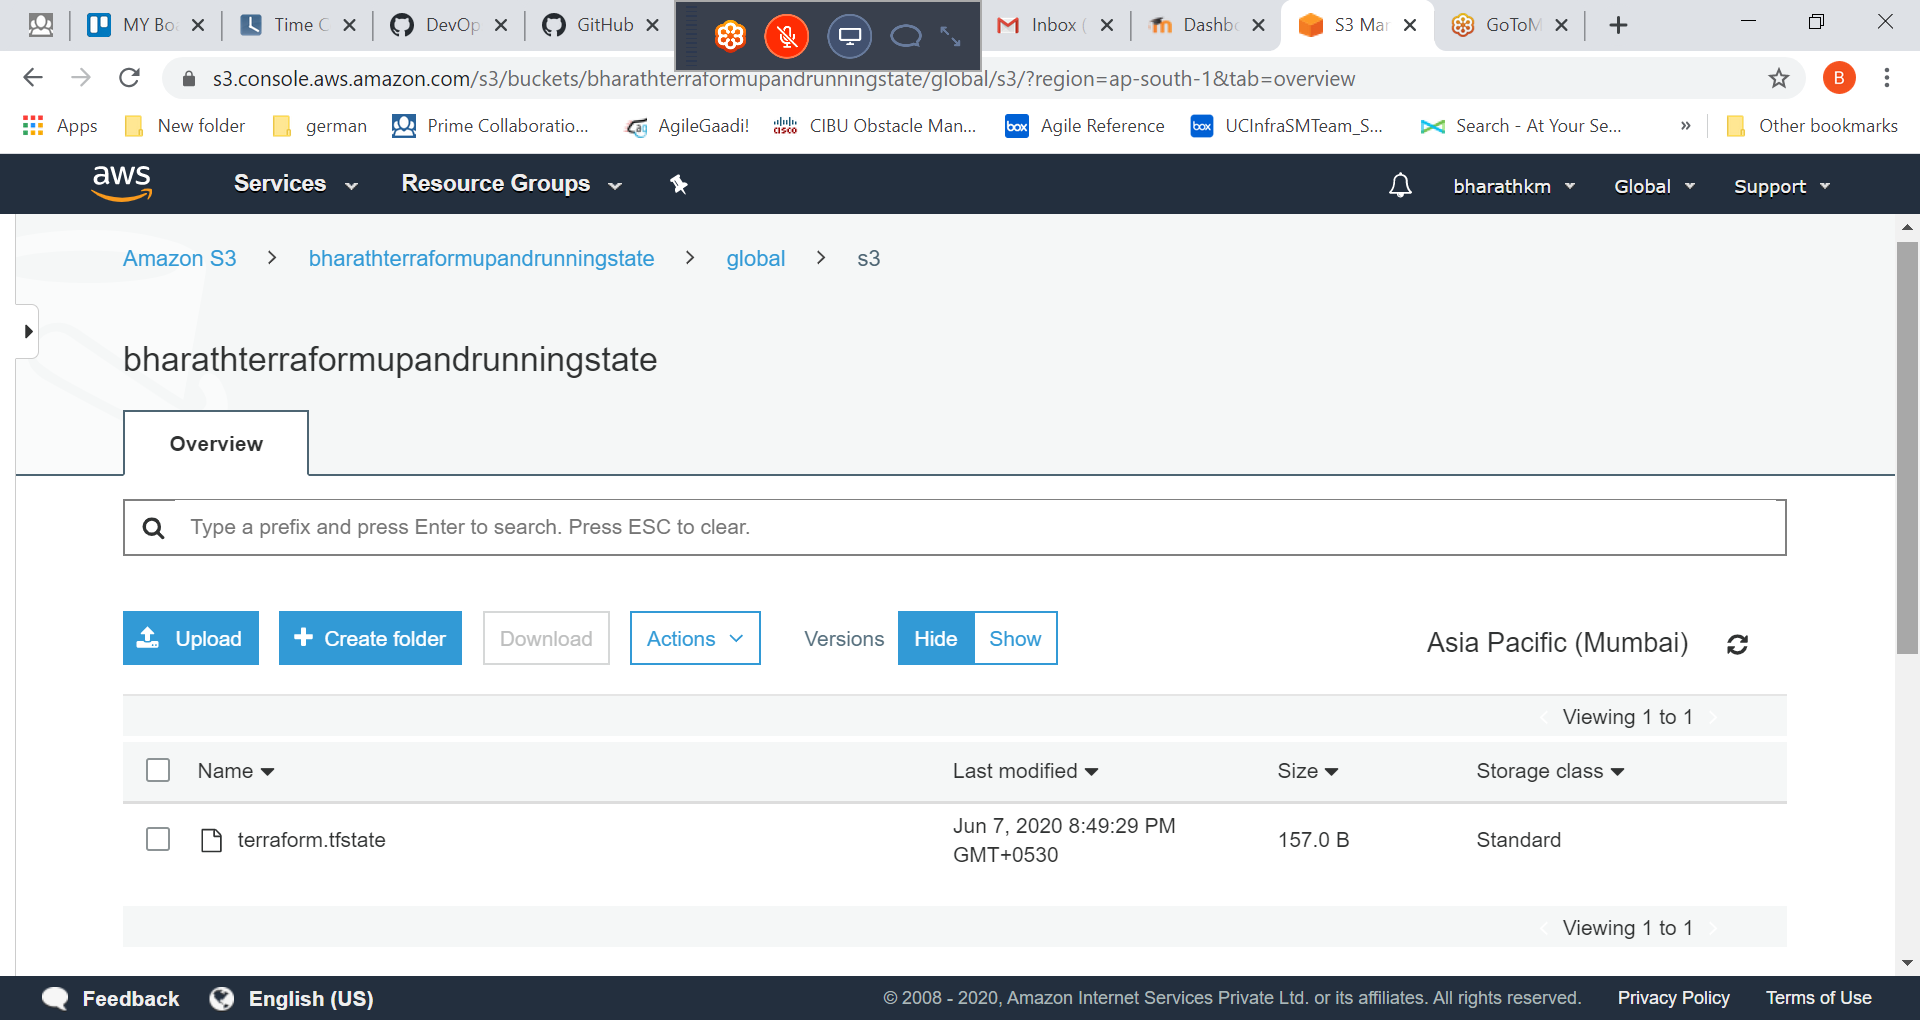 MY Bo
Time C
DevOp
GitHub
Inbox (
Dashb
S3 Mar
GoToM
s3.console.aws.amazon.com/s3/buckets/bharathterraformupandrunningstate/global/s3/?region=ap-south-1&tab=overview
B
Apps
New folder
german
Prime Collaboratio...
AgileGaadi!
CIBU Obstacle Man...
Agile Reference
UCInfraSMTeam_S...
Search - At Your Se...
»
Other bookmarks
aws
Services
Resource Groups
bharathkm
Global
Support
Amazon S3 > bharathterraformupandrunningstate > global > s3
bharathterraformupandrunningstate
Overview
Type a prefix and press Enter to search. Press ESC to clear.
Upload
+ Create folder
Download
Actions
Versions
Hide
Show
Asia Pacific (Mumbai)
Viewing 1 to 1
Name
Last modified
Size
Storage class
terraform.tfstate
Jun 7, 2020 8:49:29 PM
GMT+0530
157.0 B
Standard
Viewing 1 to 1
Feedback
English (US)
© 2008 - 2020, Amazon Internet Services Private Ltd. or its affiliates. All rights reserved.
Privacy Policy
Terms of Use